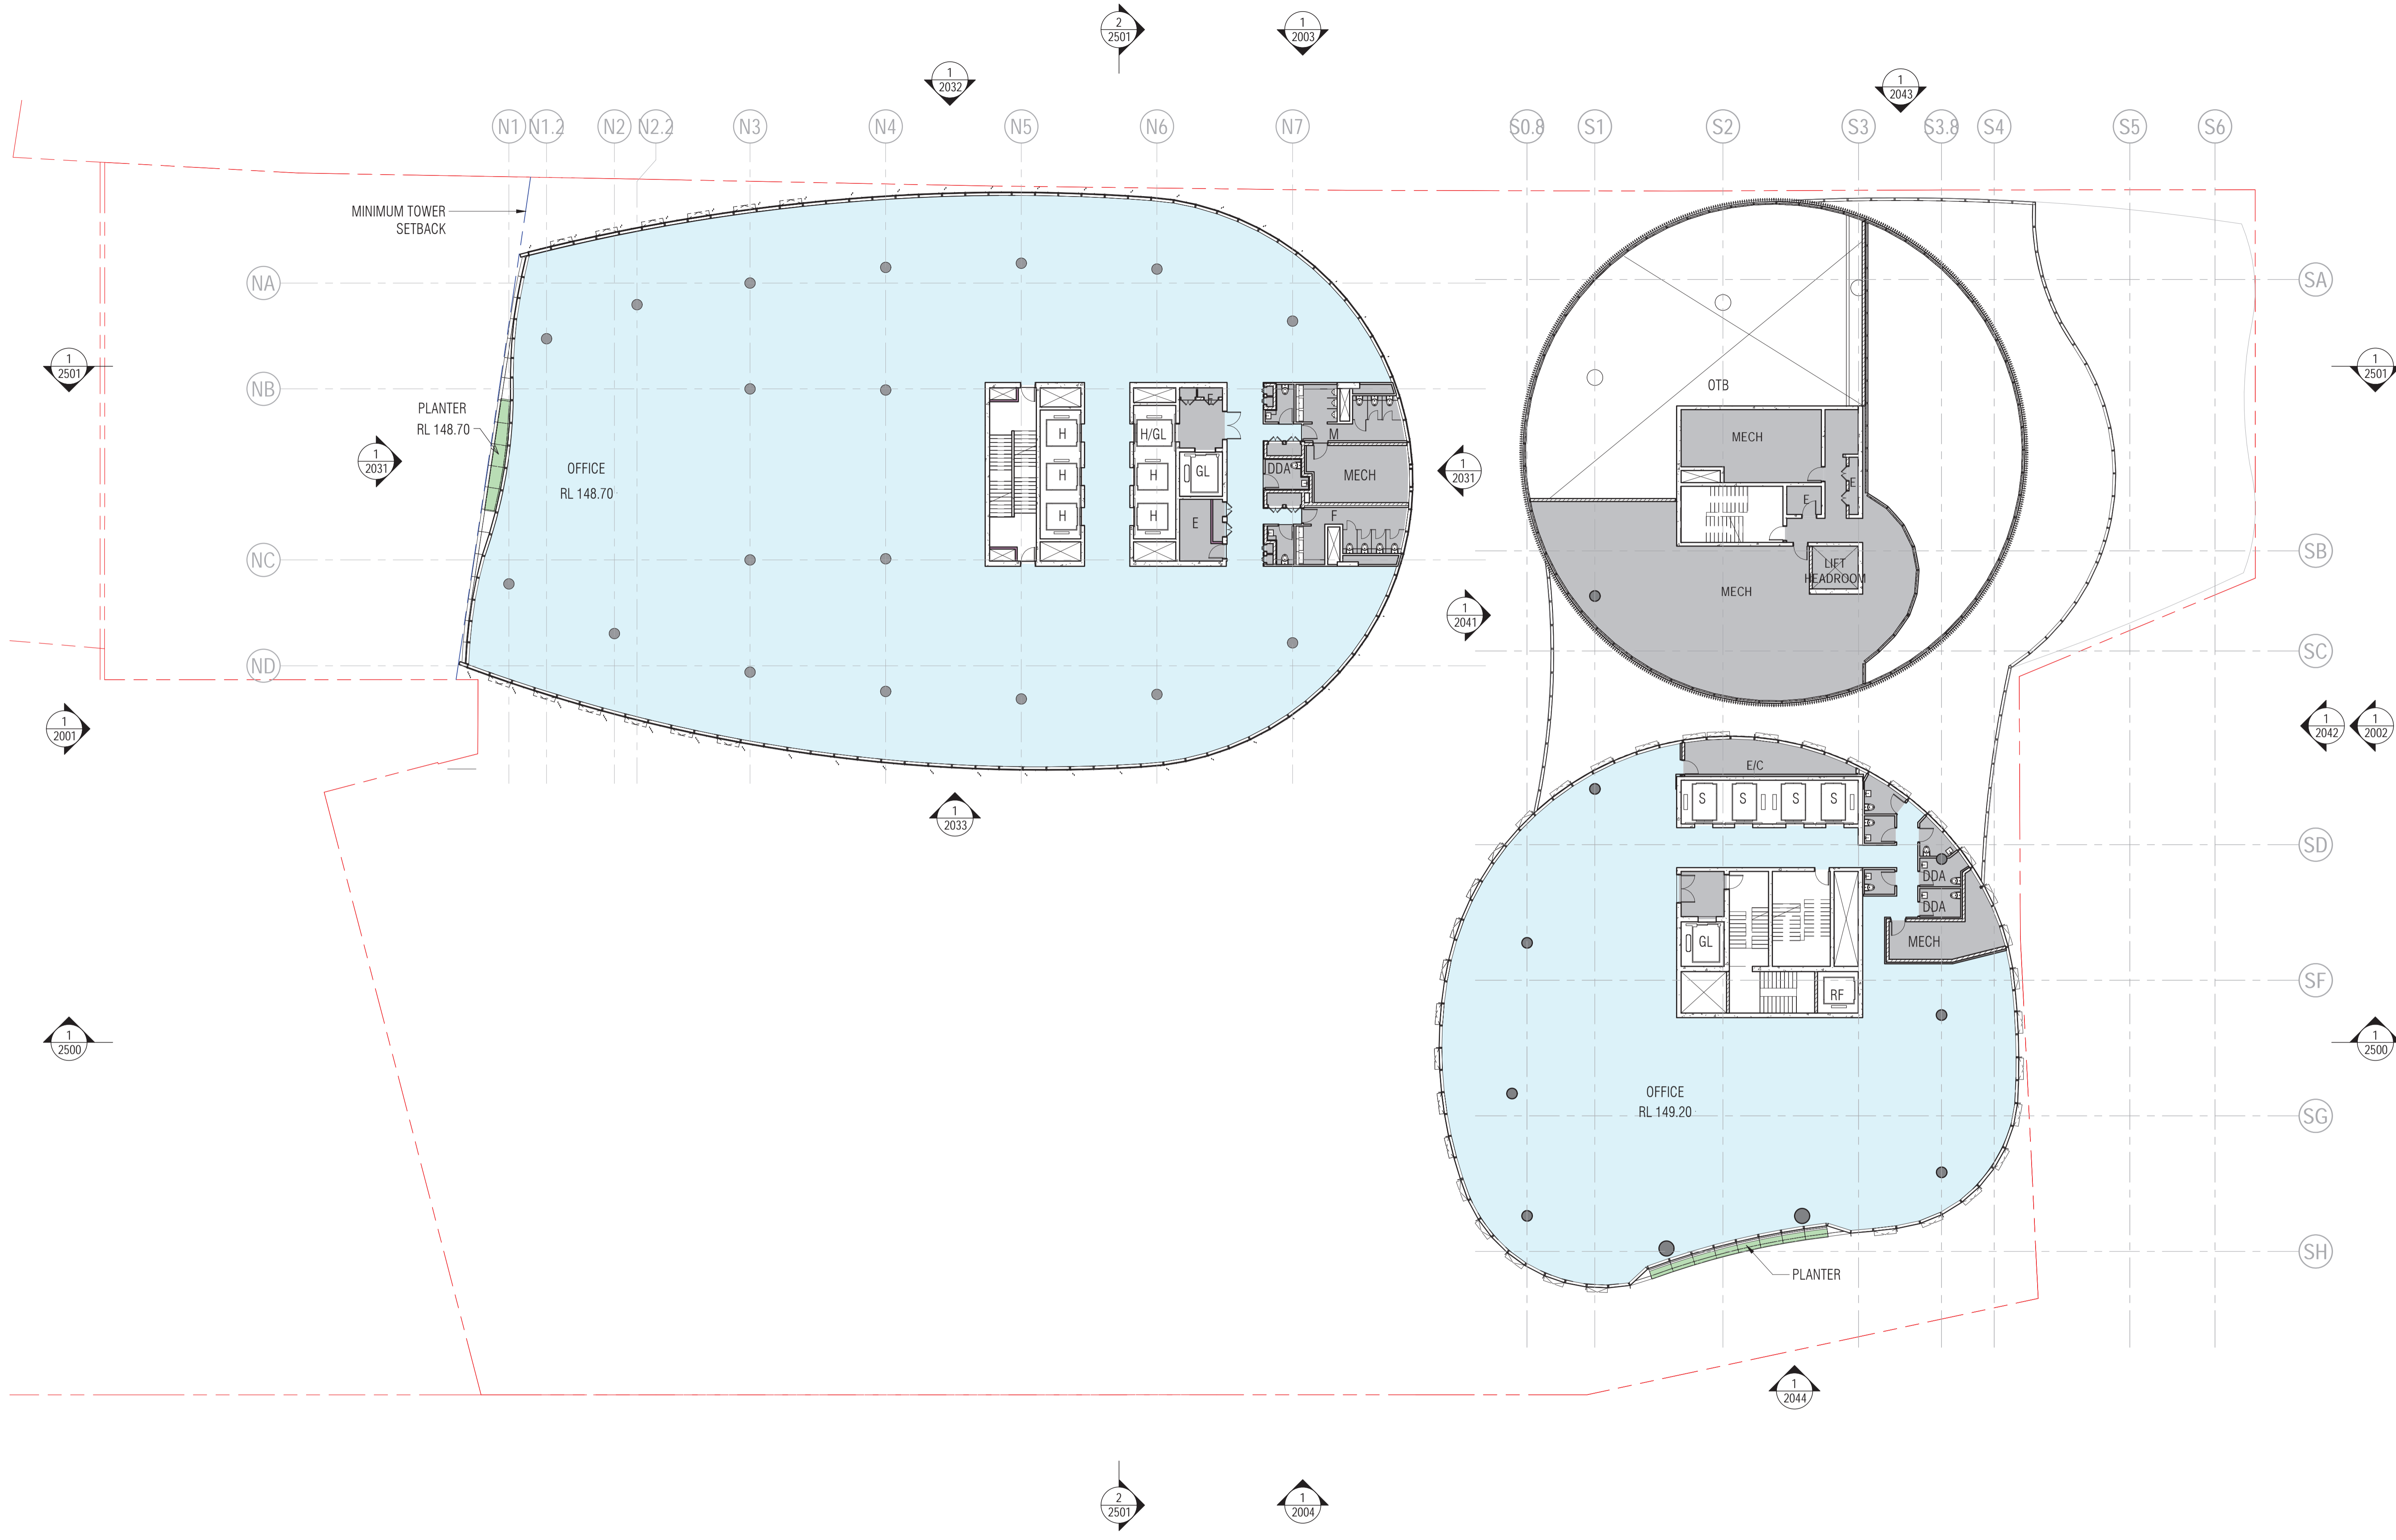 2
2501
1
2003
1
2032
1
2043
N1
N1.2
N2
N2.2
N3
N4
N5
N6
N7
S0.8
S1
S2
S3
S3.8
S4
S5
S6
MINIMUM TOWER
SETBACK
NA
SA
1
2501
1
2501
NB
OTB
PLANTER
RL 148.70
E
H
H/GL
M
MECH
1
2031
OFFICE
RL 148.70
H
H
GL
DDA
MECH
1
2031
E
E
H
H
E
F
NC
SB
LIFT
HEADROOM
MECH
1
2041
ND
SC
1
2001
1
2042
1
2002
E/C
S
S
S
S
1
2033
SD
DDA
DDA
GL
MECH
SF
RF
1
2500
1
2500
OFFICE
RL 149.20
SG
SH
PLANTER
1
2044
2
2501
1
2004